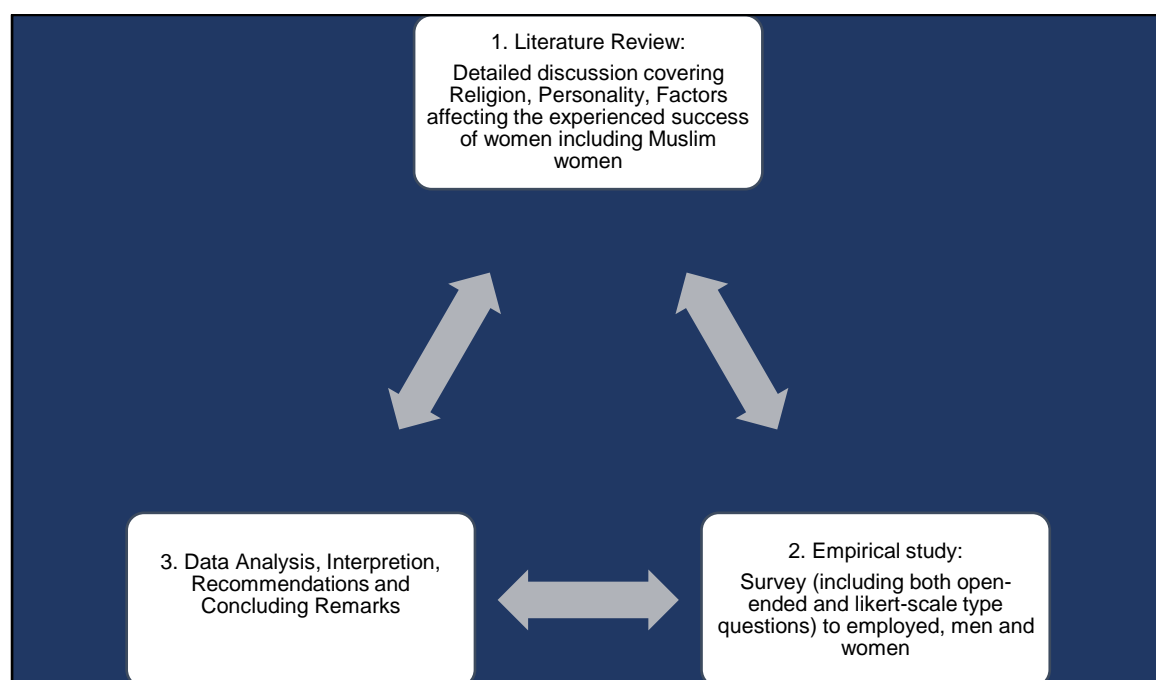 1. Literature Review:
Detailed discussion covering
Religion, Personality, Factors
affecting the experienced success
of women including Muslim
women
3. Data Analysis, Interpretion,
Recommendations and
Concluding Remarks
2. Empirical study:
Survey (including both open-
ended and likert-scale type
questions) to employed, men and
women